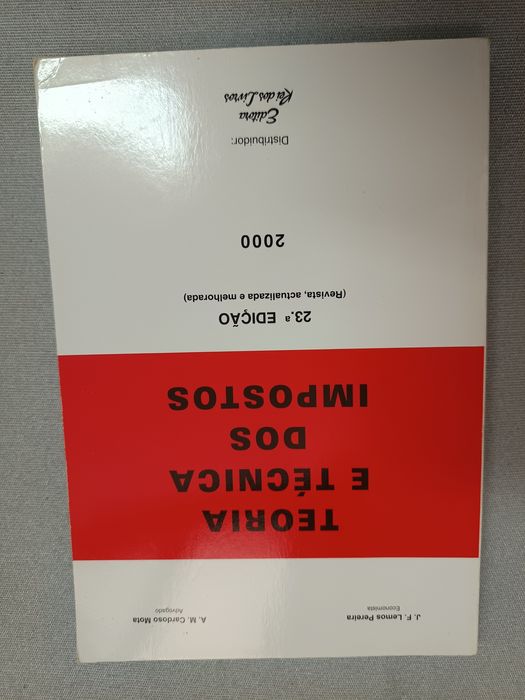 J. F. Lemos Pereira
Economista
A. M. Cardoso Mota
Advogado
TEORIA
E TÉCNICA
DOS
IMPOSTOS
23.ª EDIÇÃO
(Revista, actualizada e melhorada)
2000
Distribuidor:
Editora
Rei dos Livros